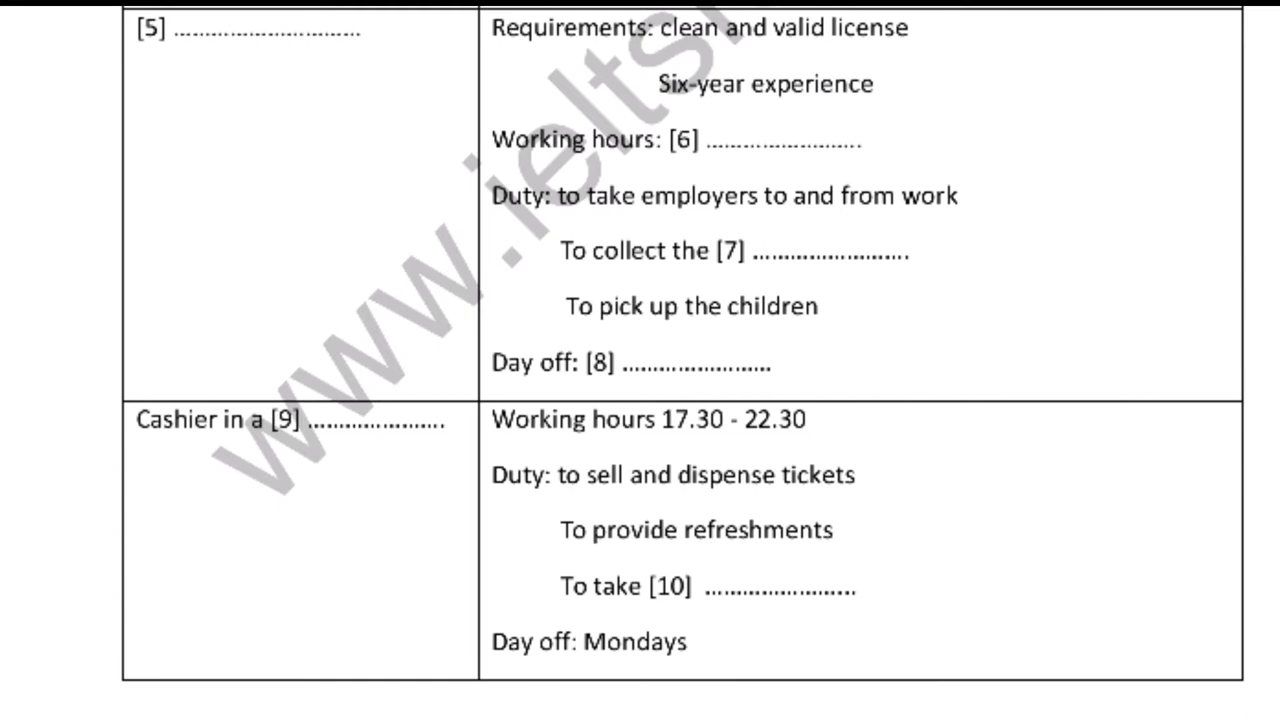 [5] ..............................
Requirements: clean and valid license
Six-year experience
Working hours: [6] .........................
Duty: to take employers to and from work
To collect the [7] .........................
To pick up the children
Day off: [8] ........................
Cashier in a [9] ......................
Working hours 17.30 - 22.30
Duty: to sell and dispense tickets
To provide refreshments
To take [10] ........................
Day off: Mondays
www.ielts